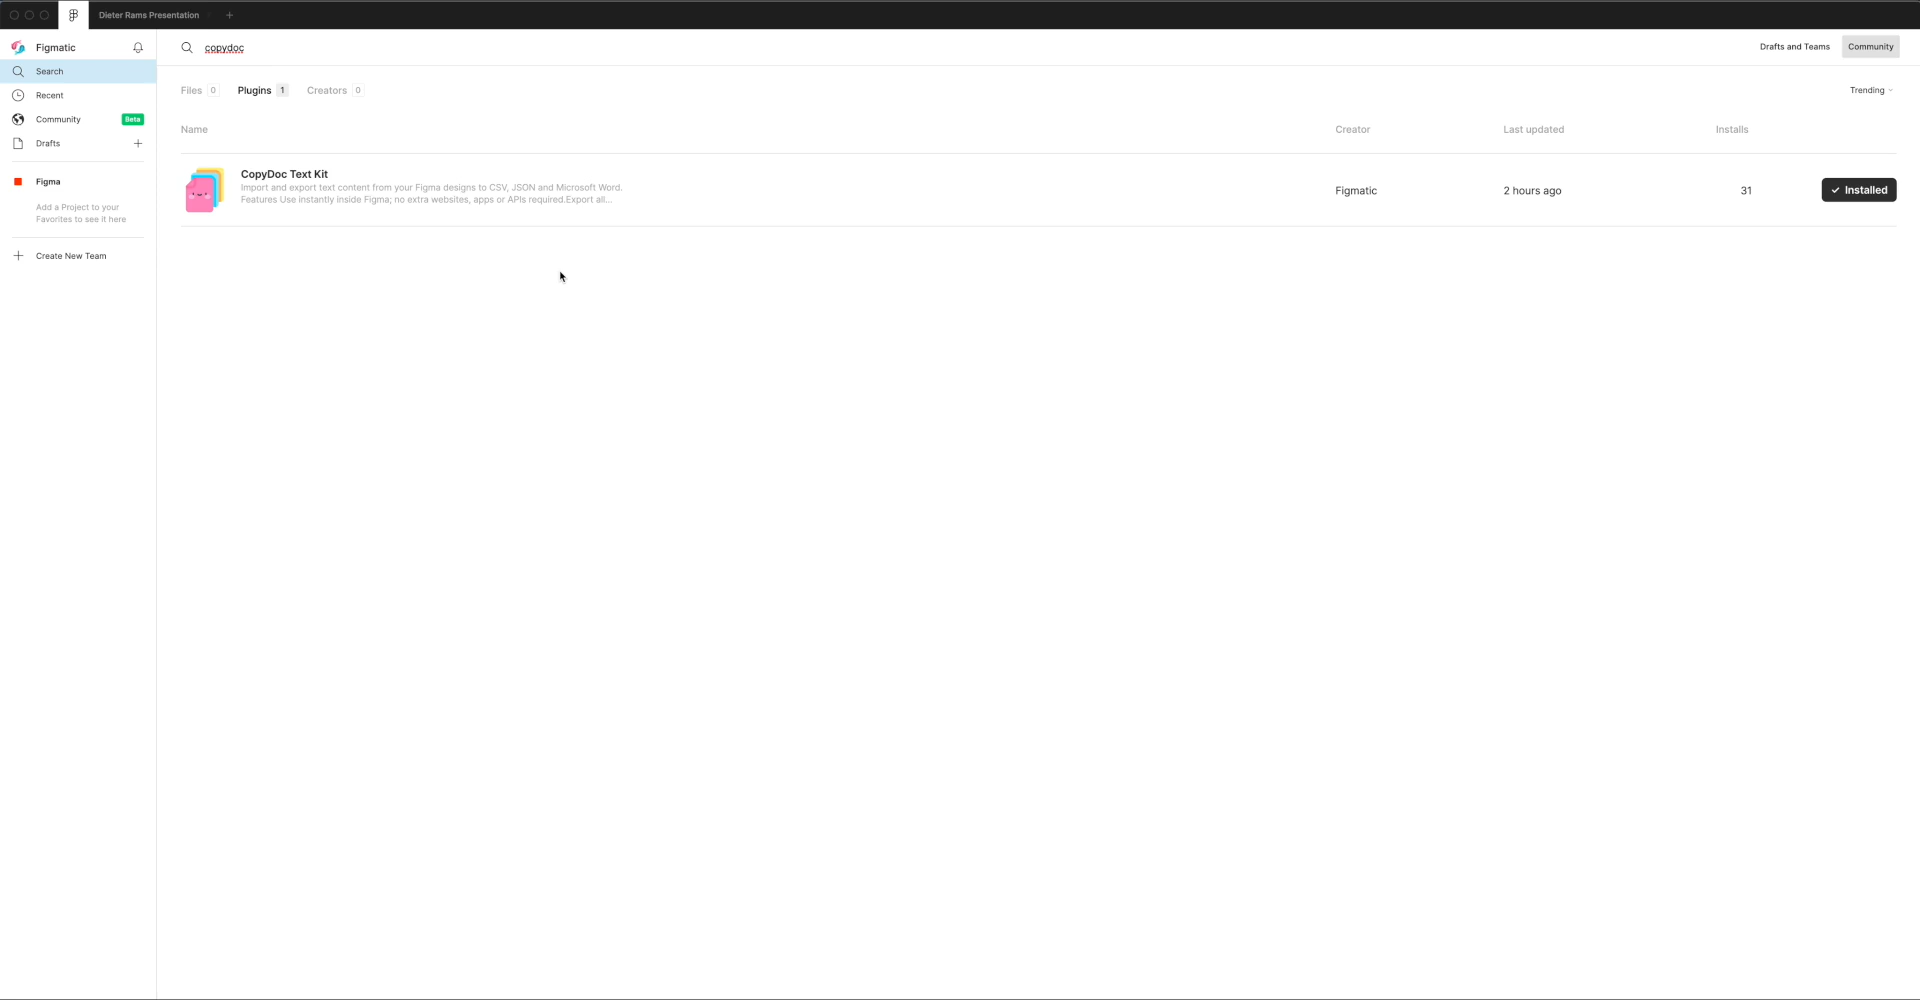 Dieter Rams Presentation
Figmatic
copydoc
Drafts and Teams
Community
Search
Recent
Community
Beta
Drafts
Figma
Add a Project to your
Favorites to see it here
Create New Team
Files 0
Plugins 1
Creators 0
Trending
Name
Creator
Last updated
Installs
CopyDoc Text Kit
Import and export text content from your Figma designs to CSV, JSON and Microsoft Word.
Features Use instantly inside Figma; no extra websites, apps or APIs required.Export all...
Figmatic
2 hours ago
31
Installed